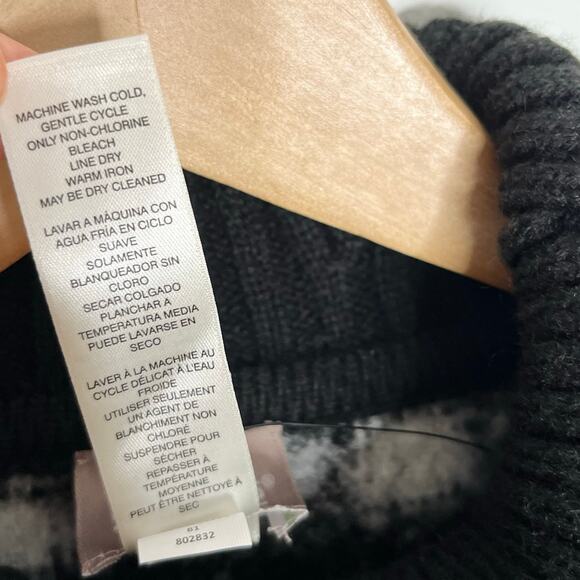 MACHINE WASH COLD,
GENTLE CYCLE
ONLY NON-CHLORINE
BLEACH
LINE DRY
WARM IRON
MAY BE DRY CLEANED
LAVAR A MÀQUINA CON
AGUA FRÍA EN CICLO
SUAVE
SOLAMENTE
BLANQUEADOR SIN
CLORO
SECAR COLGADO
PLANCHAR A
TEMPERATURA MEDIA
PUEDE LAVARSE EN
SECO
LAVER À LA MACHINE AU
CYCLE DÉLICAT À L'EAU
FROIDE
UTILISER SEULEMENT
UN AGENT DE
BLANCHIMENT NON
CHLORÉ
SUSPENDRE POUR
SÉCHER
REPASSER À
TEMPÉRATURE
MOYENNE
PEUT ÊTRE NETTOYÉ À
SEC
802832